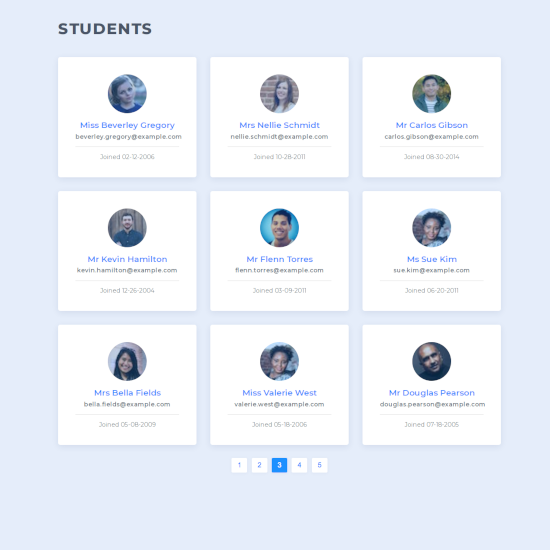 STUDENTS
Miss Beverley Gregory
beverley.gregory@example.com
Joined 02-12-2006
Mrs Nellie Schmidt
nellie.schmidt@example.com
Joined 10-28-2011
Mr Carlos Gibson
carlos.gibson@example.com
Joined 08-30-2014
Mr Kevin Hamilton
kevin.hamilton@example.com
Joined 12-26-2004
Mr Flenn Torres
flenn.torres@example.com
Joined 03-09-2011
Ms Sue Kim
sue.kim@example.com
Joined 06-20-2011
Mrs Bella Fields
bella.fields@example.com
Joined 05-08-2009
Miss Valerie West
valerie.west@example.com
Joined 05-18-2006
Mr Douglas Pearson
douglas.pearson@example.com
Joined 07-18-2005
1 2 3 4 5